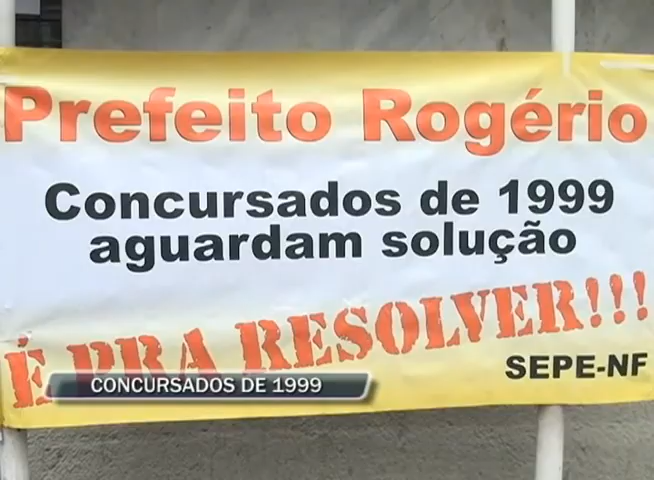 Prefeito Rogério
Concursados de 1999
aguardam solução
É PRA RESOLVER!!!
SEPE-NF
CONCURSADOS DE 1999